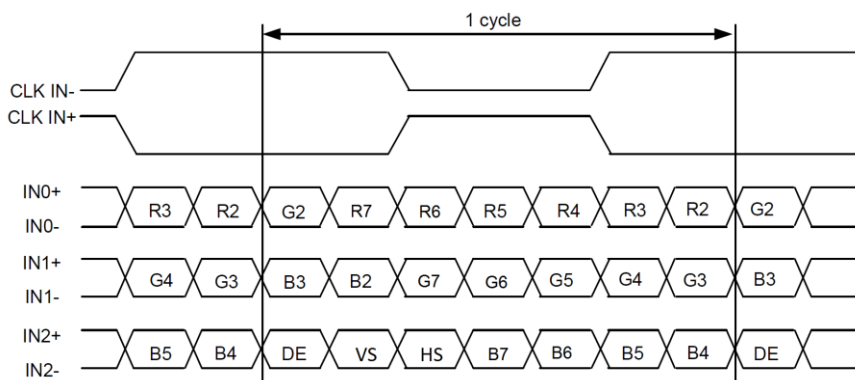 1 cycle
CLK IN-
CLK IN+
IN0+
R3 R2 G2 R7 R6 R5 R4 R3 R2 G2
IN0-
IN1+
G4 G3 B3 B2 G7 G6 G5 G4 G3 B3
IN1-
IN2+
B5 B4 DE VS HS B7 B6 B5 B4 DE
IN2-